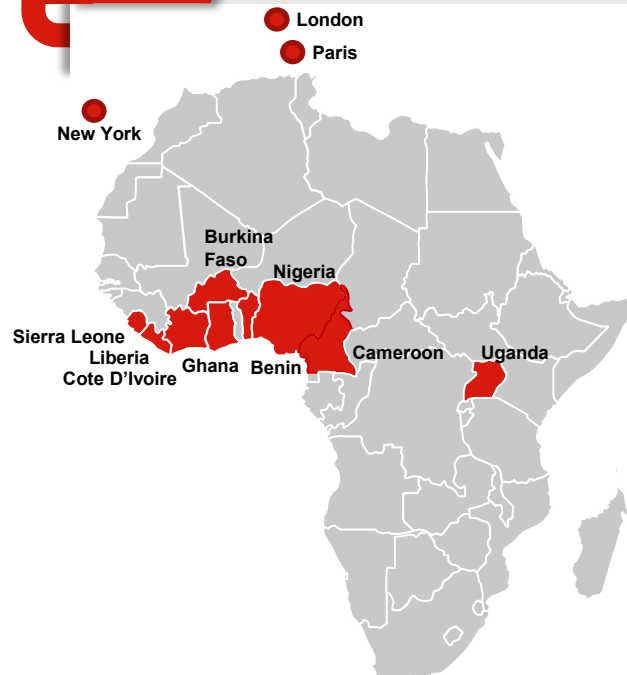 London
Paris
New York
Burkina
Faso
Nigeria
Sierra Leone
Liberia
Cote D’Ivoire
Ghana
Benin
Cameroon
Uganda